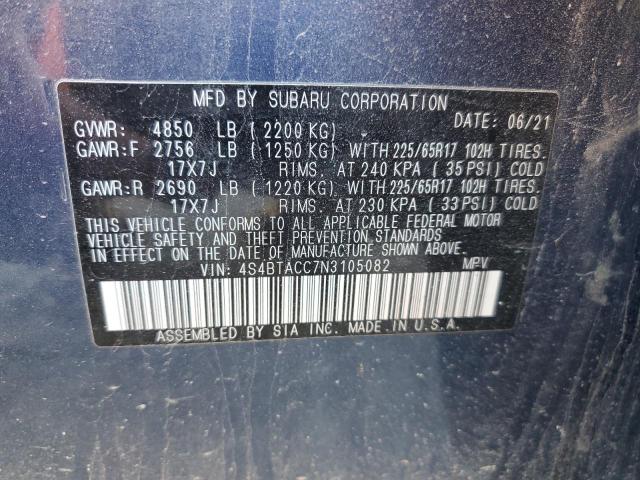 MFD BY SUBARU CORPORATION DATE: 06/21
GVWR: 4850 LB (2200 KG)
GAWR:F 2756 LB (1250 KG) WITH 225/65R17 102H TIRES.
17X7J RIMS. AT 240 KPA (35 PSI) COLD
GAWR:R 2690 LB (1220 KG) WITH 225/65R17 102H TIRES.
17X7J RIMS. AT 230 KPA (33 PSI) COLD
THIS VEHICLE CONFORMS TO ALL APPLICABLE FEDERAL MOTOR
VEHICLE SAFETY AND THEFT PREVENTION STANDARDS
IN EFFECT ON THE DATE OF MANUFACTURE SHOWN ABOVE.
VIN: 4S4BTACC7N3105082 MPV
ASSEMBLED BY SIA INC. MADE IN U.S.A.